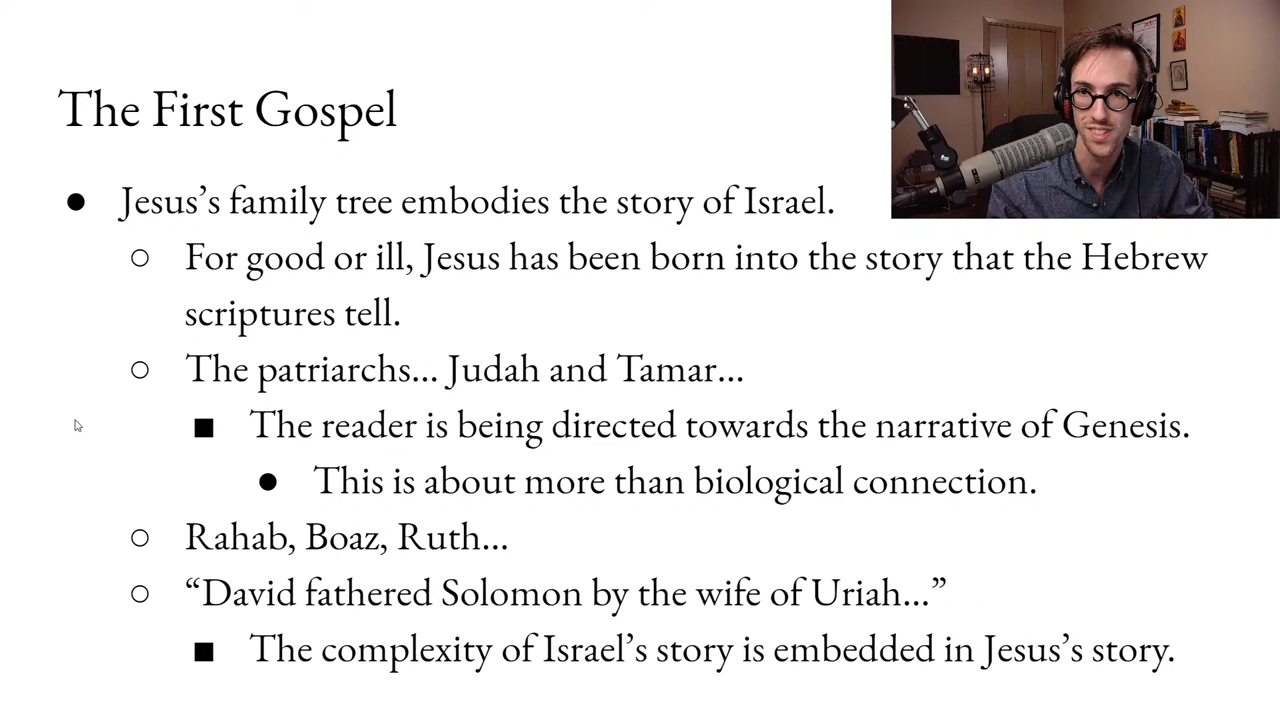 The First Gospel
● Jesus’s family tree embodies the story of Israel.
○ For good or ill, Jesus has been born into the story that the Hebrew
scriptures tell.
○ The patriarchs... Judah and Tamar...
■ The reader is being directed towards the narrative of Genesis.
● This is about more than biological connection.
○ Rahab, Boaz, Ruth...
○ “David fathered Solomon by the wife of Uriah...”
■ The complexity of Israel’s story is embedded in Jesus’s story.